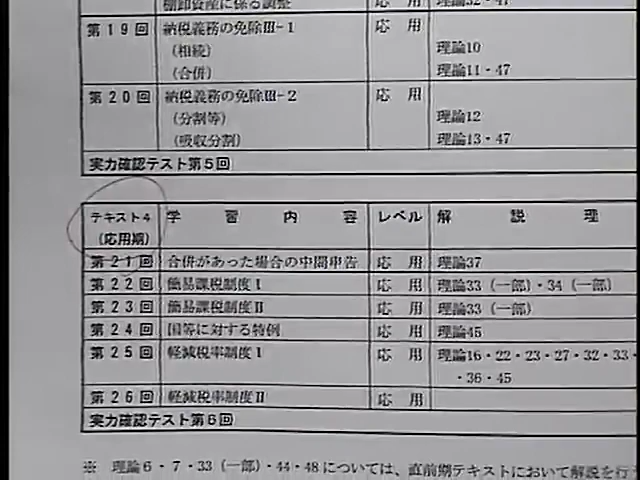 棚卸資産に係る調整 応用 理論32・47
第19回 納税義務の免除Ⅲ-1 応用
(相続) 理論10
(合併) 理論11・47
第20回 納税義務の免除Ⅲ-2 応用
(分割等) 理論12
(吸収分割) 理論13・47
実力確認テスト第5回
テキスト4 学習内容 レベル 解説理
(応用期)
第21回 合併があった場合の中間申告 応用 理論37
第22回 簡易課税制度Ⅰ 応用 理論33(一部)・34(一部)
第23回 簡易課税制度Ⅱ 応用 理論33(一部)
第24回 国等に対する特例 応用 理論45
第25回 軽減税率制度Ⅰ 応用 理論16・22・23・27・32・33
・36・45
第26回 軽減税率制度Ⅱ 応用
実力確認テスト第6回
※ 理論6・7・33(一部)・44・48については、直前期テキストにおいて解説を行